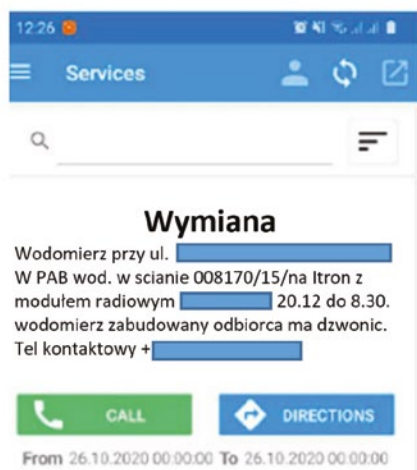 12:26
Services
Wymiana
Wodomierz przy ul.
W PAB wod. w scianie 008170/15/na Itron z
modułem radiowym 20.12 do 8.30.
wodomierz zabudowany odbiorca ma dzwonic.
Tel kontaktowy +
CALL DIRECTIONS
From 26.10.2020 00:00:00 To 26.10.2020 00:00:00